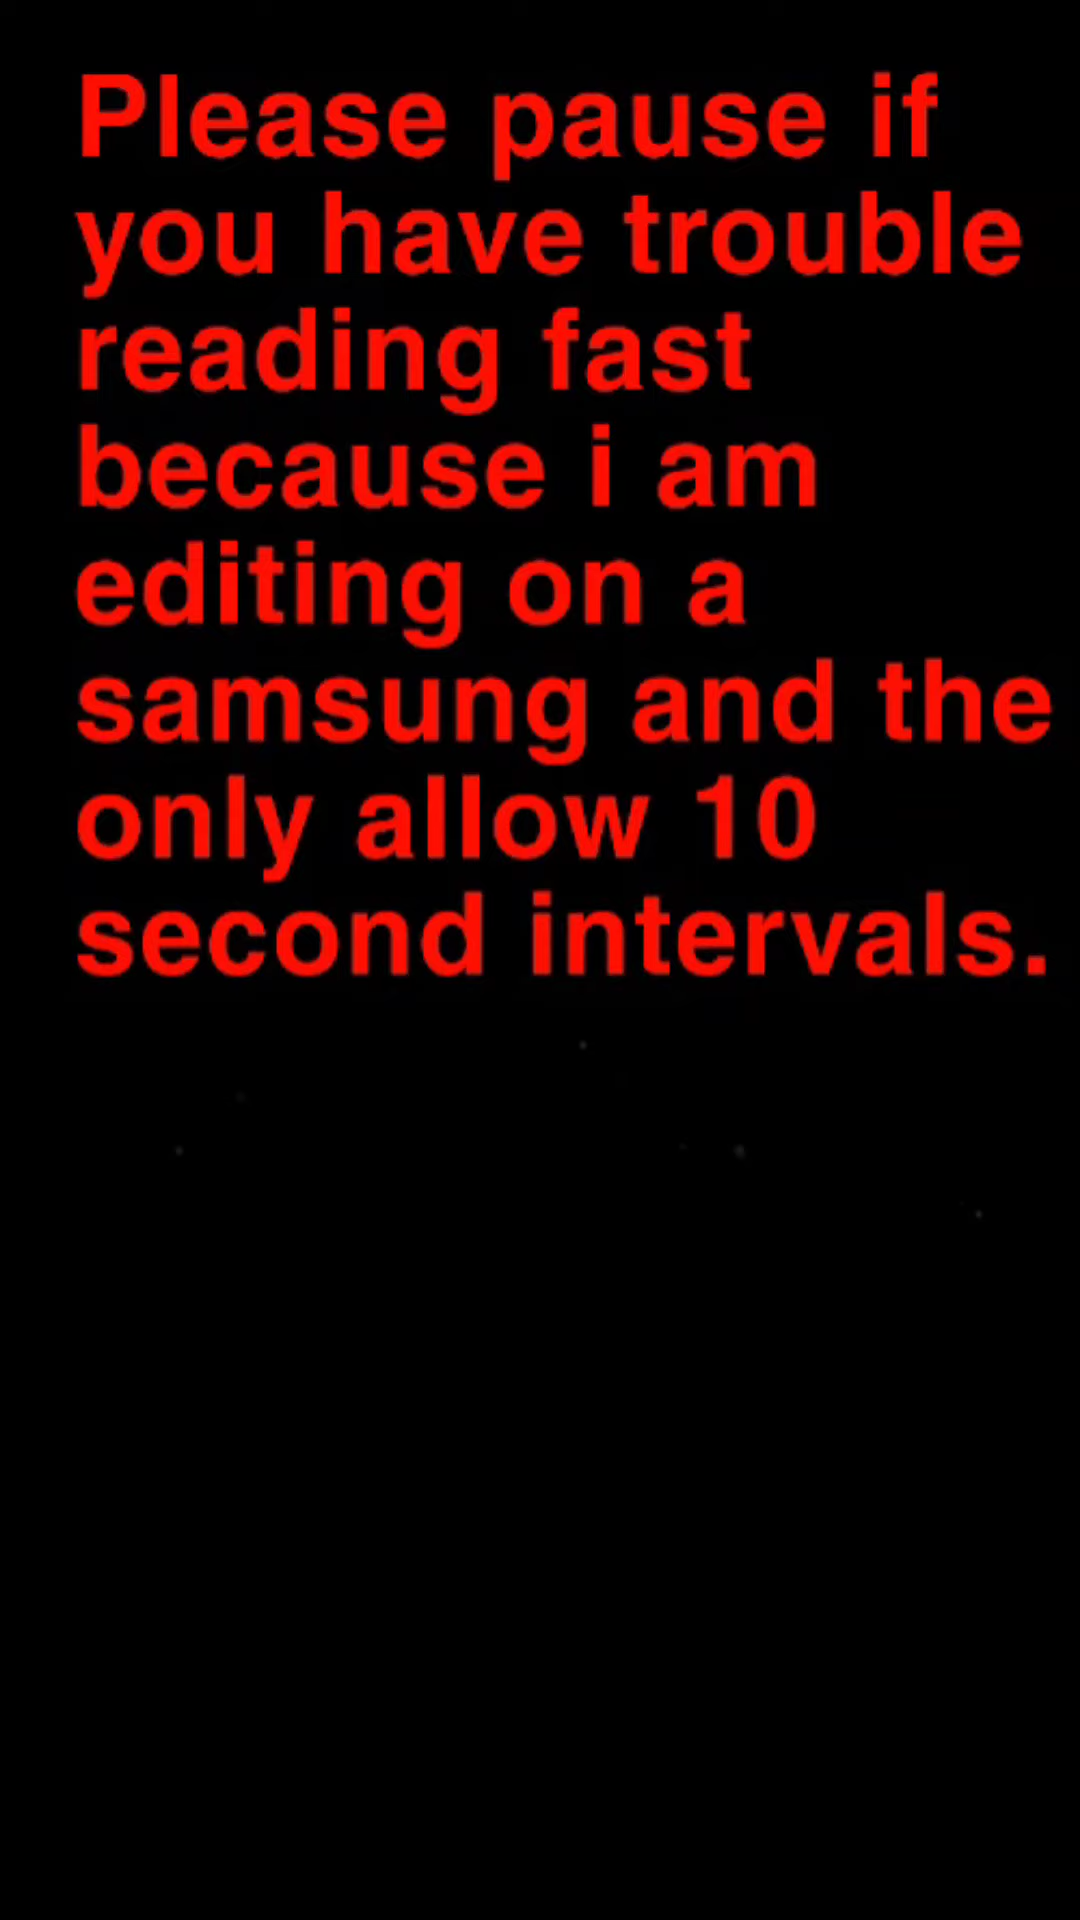 Please pause if
you have trouble
reading fast
because i am
editing on a
samsung and the
only allow 10
second intervals.